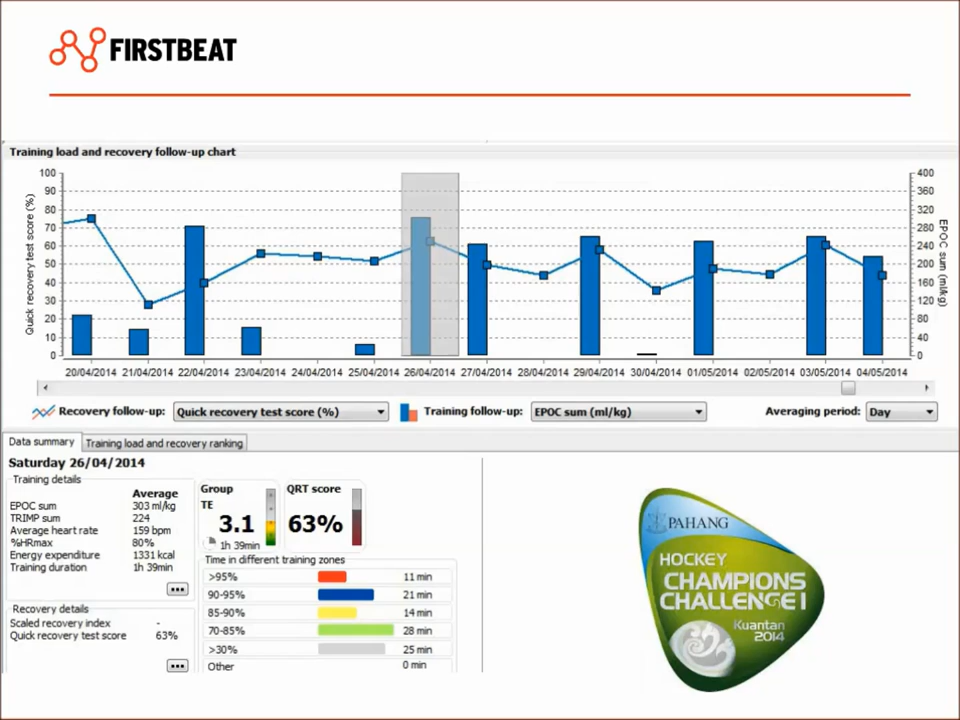 FIRSTBEAT
Training load and recovery follow-up chart
100
90
80
70
60
50
40
30
20
10
0
Quick recovery test score (%)
400
360
320
280
240
200
160
120
80
40
0
EPOC sum (ml/kg)
20/04/2014 21/04/2014 22/04/2014 23/04/2014 24/04/2014 25/04/2014 26/04/2014 27/04/2014 28/04/2014 29/04/2014 30/04/2014 01/05/2014 02/05/2014 03/05/2014 04/05/2014
Recovery follow-up: Quick recovery test score (%) Training follow-up: EPOC sum (ml/kg) Averaging period: Day
Data summary Training load and recovery ranking
Saturday 26/04/2014
Training details
Average
EPOC sum 303 ml/kg
TRIMP sum 224
Average heart rate 159 bpm
%HRmax 80%
Energy expenditure 1331 kcal
Training duration 1h 39min
...
Recovery details
Scaled recovery index -
Quick recovery test score 63%
...
Group
TE
3.1
1h 39min
QRT score
63%
Time in different training zones
>95% 11 min
90-95% 21 min
85-90% 14 min
70-85% 28 min
>30% 25 min
Other 0 min
PAHANG
HOCKEY
CHAMPIONS
CHALLENGE I
Kuantan
2014